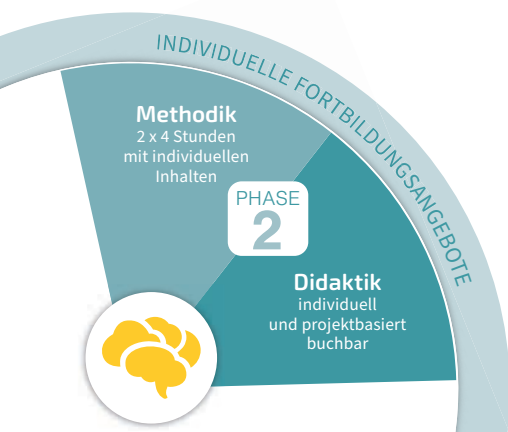 INDIVIDUELLE FORTBILDUNGSANGEBOTE
Methodik
2 x 4 Stunden
mit individuellen
Inhalten
PHASE
2
Didaktik
individuell
und projektbasiert
buchbar